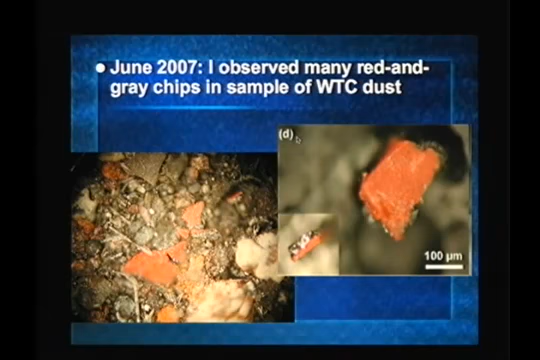 ● June 2007: I observed many red-and-
gray chips in sample of WTC dust
(d)
100 µm